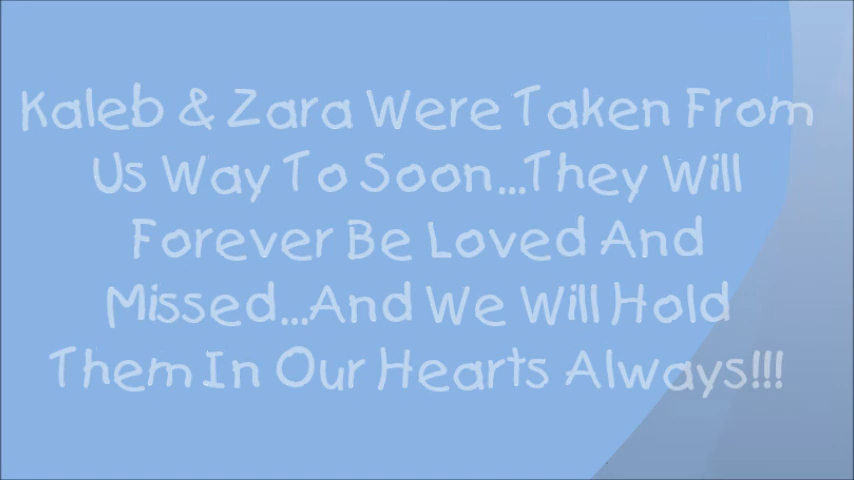 Kaleb & Zara Were Taken From
Us Way To Soon...They Will
Forever Be Loved And
Missed...And We Will Hold
Them In Our Hearts Always!!!